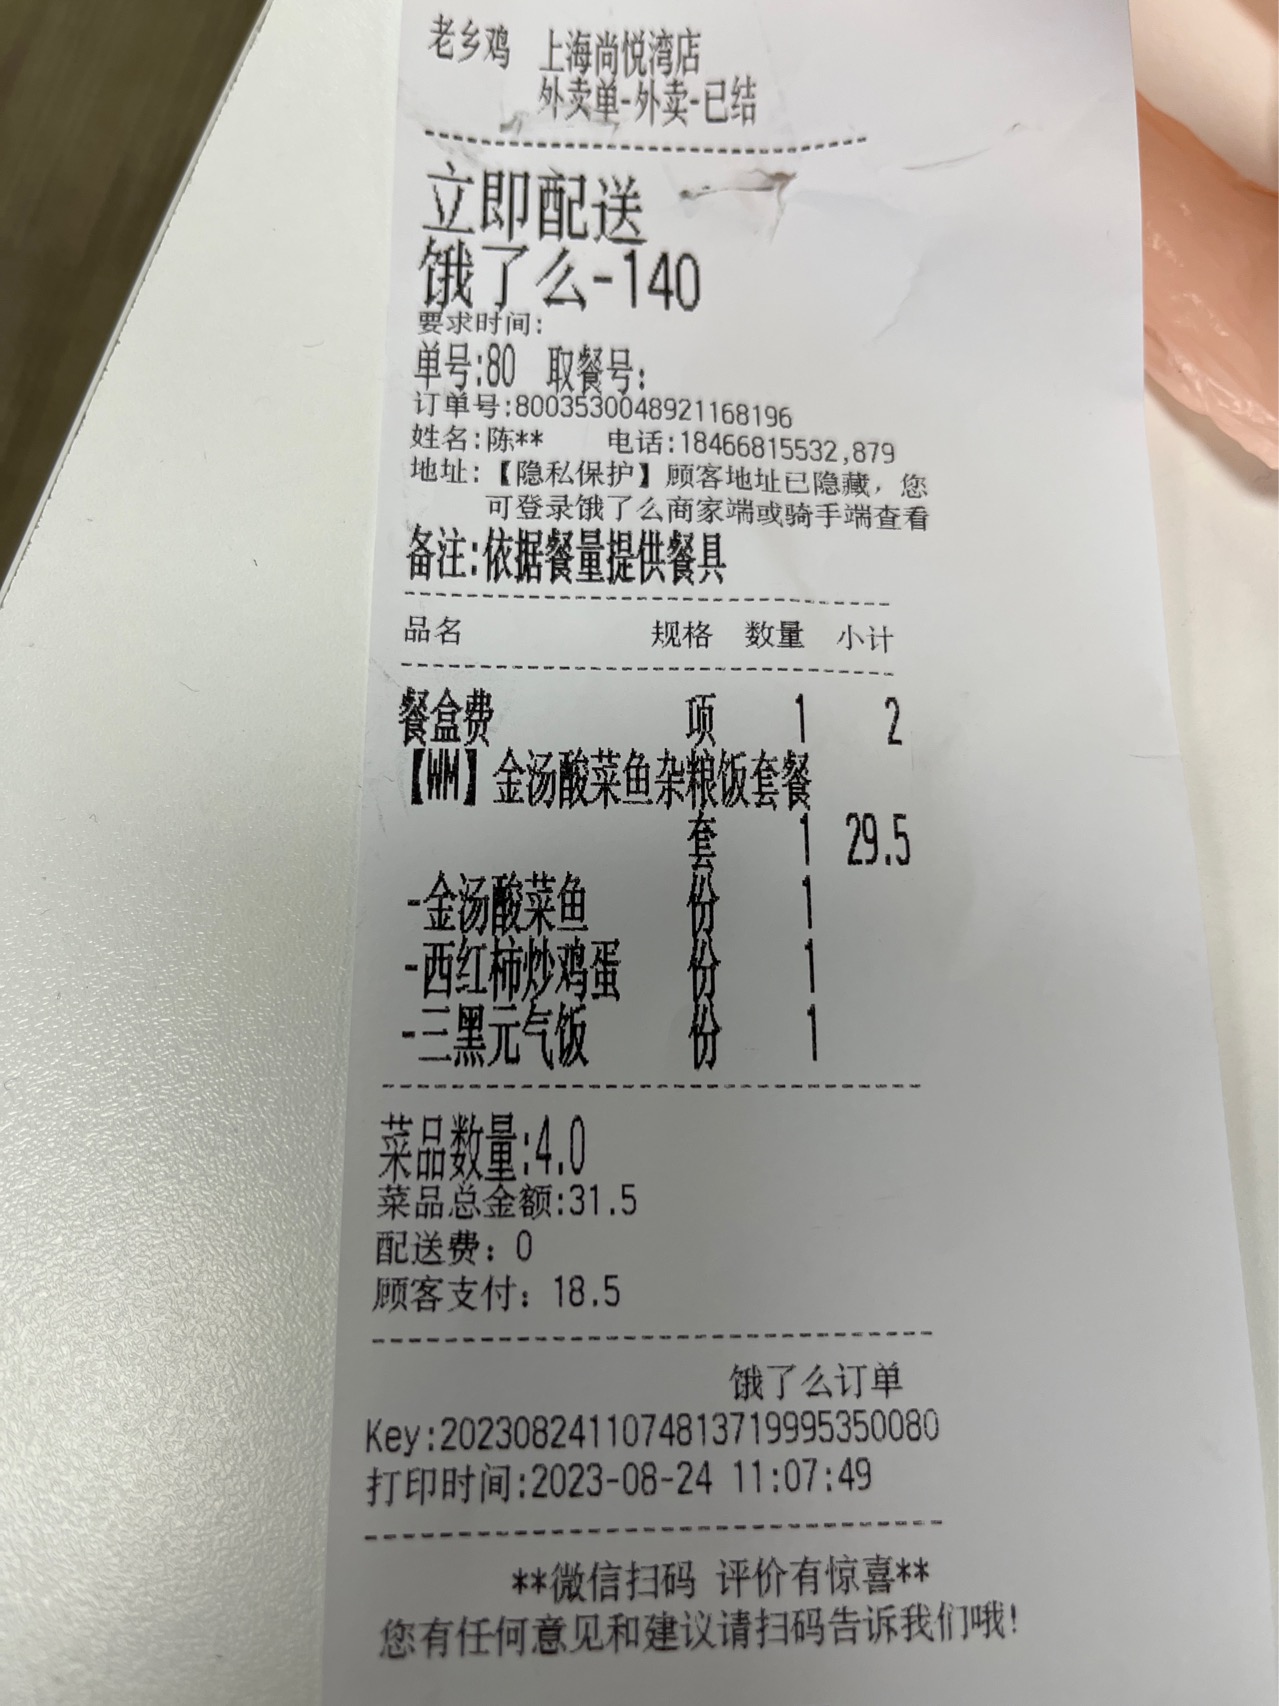 老乡鸡 上海尚悦湾店
外卖单-外卖-已结
立即配送
饿了么-140
要求时间:
单号:80 取餐号:
订单号:8003530048921168196
姓名:陈** 电话:18466815532,879
地址:【隐私保护】顾客地址已隐藏，您
可登录饿了么商家端或骑手端查看
备注:依据餐量提供餐具
品名 规格 数量 小计
餐盒费 项 1 2
【WM】金汤酸菜鱼杂粮饭套餐
套 1 29.5
-金汤酸菜鱼 份 1
-西红柿炒鸡蛋 份 1
-三黑元气饭 份 1
菜品数量:4.0
菜品总金额:31.5
配送费：0
顾客支付：18.5
饿了么订单
Key:20230824110748137199953500​80
打印时间:2023-08-24 11:07:49
**微信扫码 评价有惊喜**
您有任何意见和建议请扫码告诉我们哦!